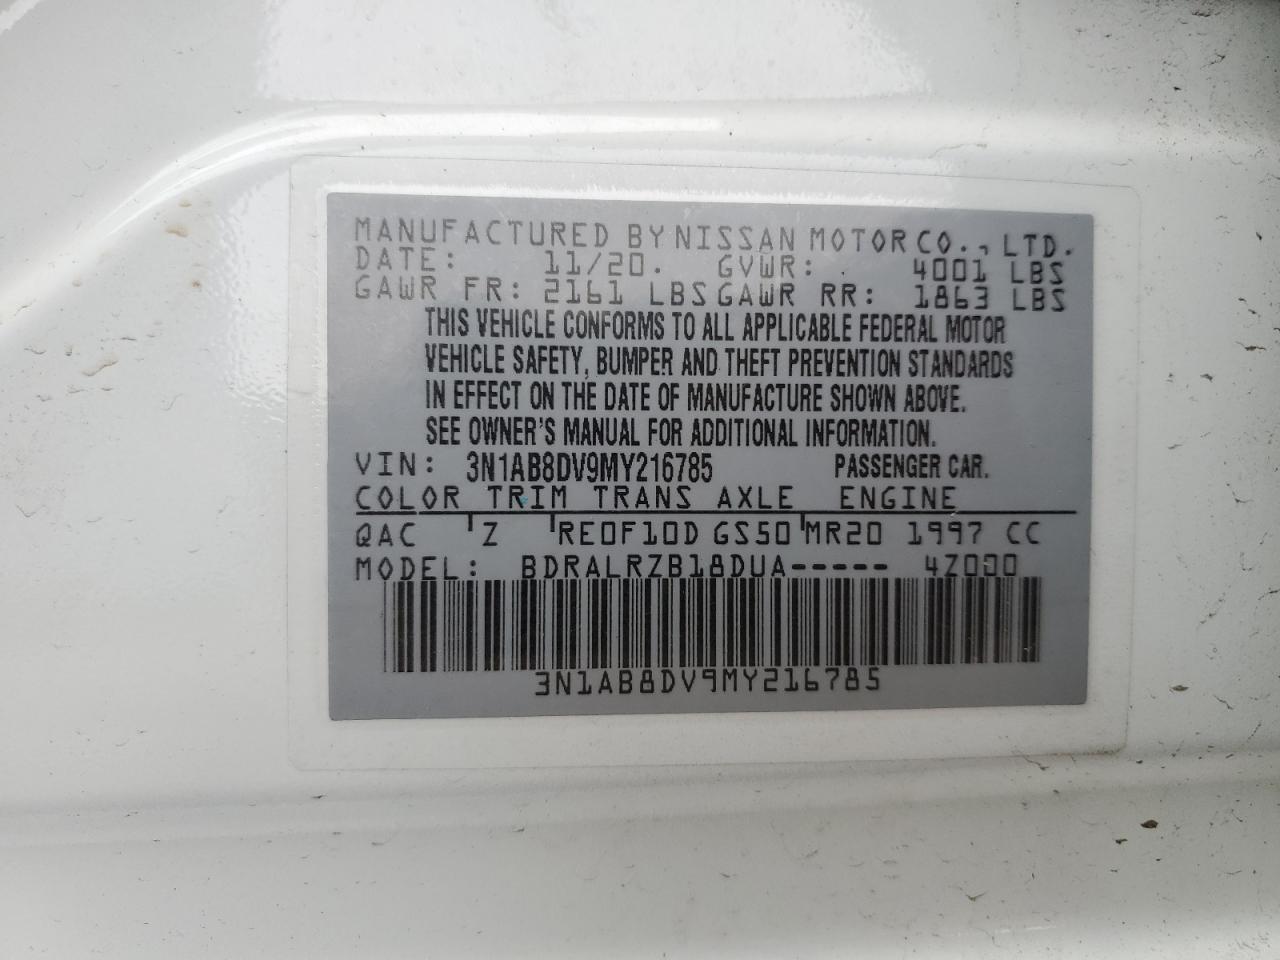 MANUFACTURED BY NISSAN MOTOR CO., LTD.
DATE: 11/20. GVWR: 4001 LBS
GAWR FR: 2161 LBS GAWR RR: 1863 LBS
THIS VEHICLE CONFORMS TO ALL APPLICABLE FEDERAL MOTOR
VEHICLE SAFETY, BUMPER AND THEFT PREVENTION STANDARDS
IN EFFECT ON THE DATE OF MANUFACTURE SHOWN ABOVE.
SEE OWNER'S MANUAL FOR ADDITIONAL INFORMATION.
VIN: 3N1AB8DV9MY216785 PASSENGER CAR.
COLOR TRIM TRANS AXLE ENGINE
QAC Z RE0F10D GS50 MR20 1997 CC
MODEL: BDRALRZB18DUA----- 4Z000
3N1AB8DV9MY216785